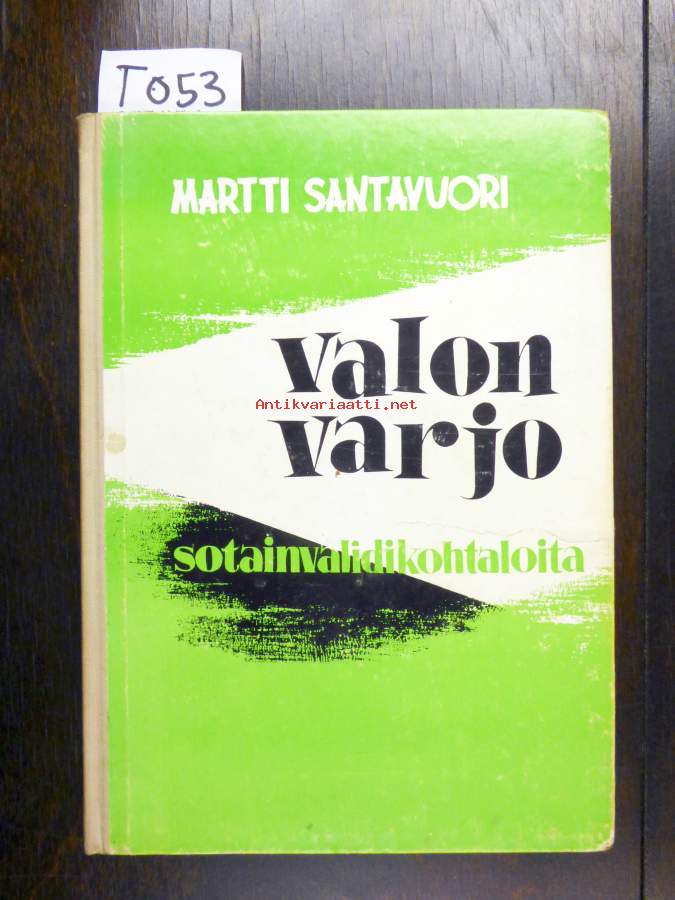 T053
MARTTI SANTAVUORI
valon
Antikvariaatti.net
varjo
sotainvalidikohtaloita